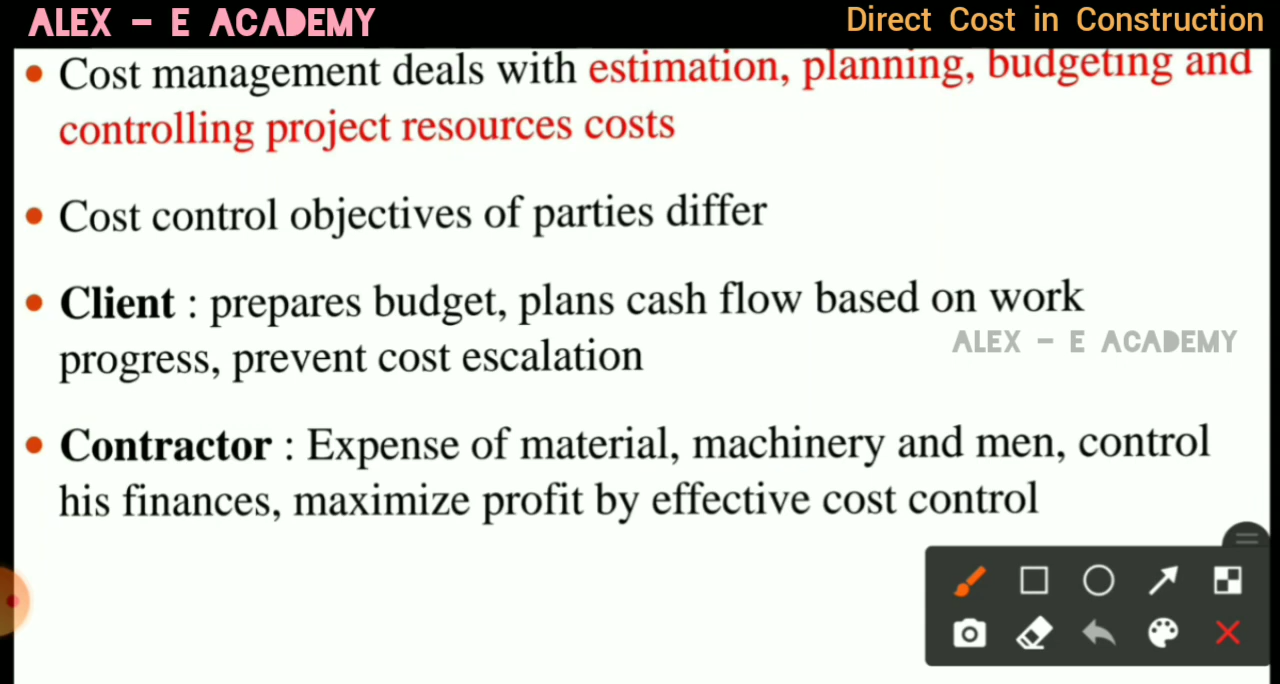 ALEX - E ACADEMY
Direct Cost in Construction
Cost management deals with estimation, planning, budgeting and
controlling project resources costs
Cost control objectives of parties differ
Client : prepares budget, plans cash flow based on work
progress, prevent cost escalation
ALEX - E ACADEMY
Contractor : Expense of material, machinery and men, control
his finances, maximize profit by effective cost control